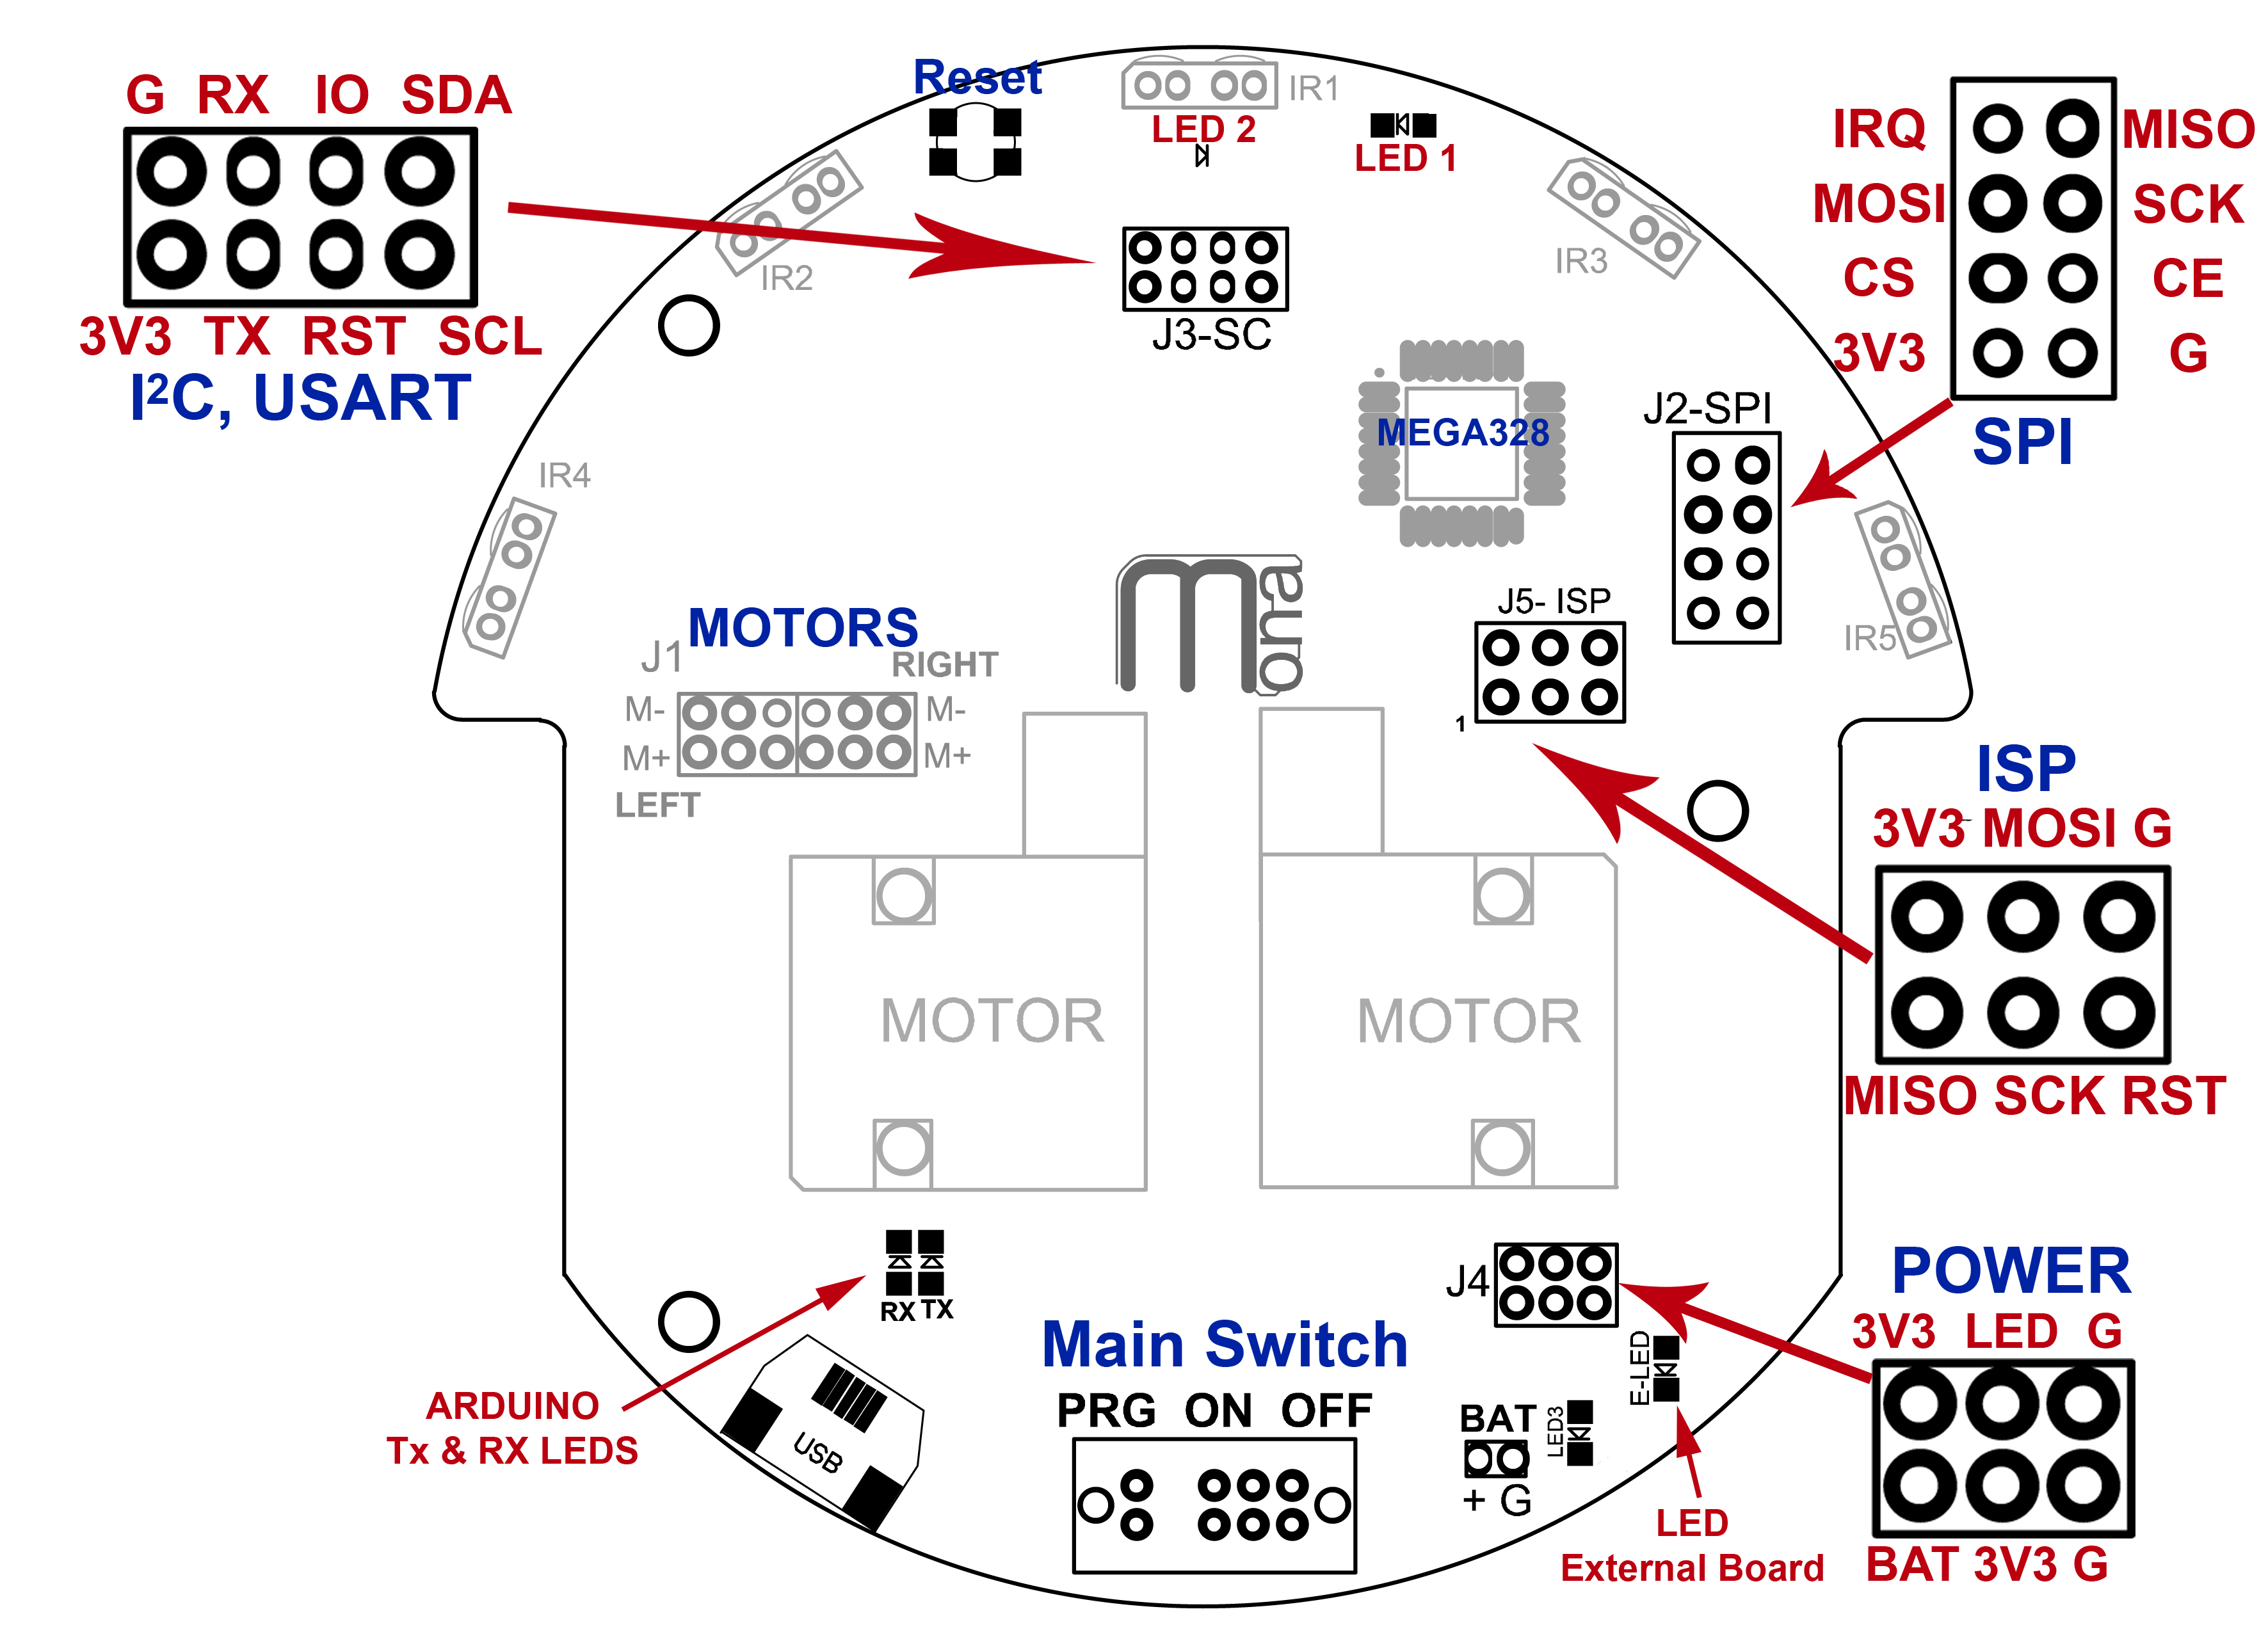 G RX IO SDA
3V3 TX RST SCL
I²C, USART
Reset
IR1
LED 2
LED 1
IR2
IR3
J3-SC
IRQ MISO
MOSI SCK
CS CE
3V3 G
SPI
MEGA328
J2-SPI
IR4
IR5
J5- ISP
1
mona
MOTORS
J1
RIGHT
M- M-
M+ M+
LEFT
ISP
3V3 MOSI G
MISO SCK RST
MOTOR
MOTOR
RX TX
ARDUINO
Tx & RX LEDS
USB
J4
POWER
3V3 LED G
BAT 3V3 G
Main Switch
PRG ON OFF
BAT
+ G
LED3
E-LED
LED
External Board